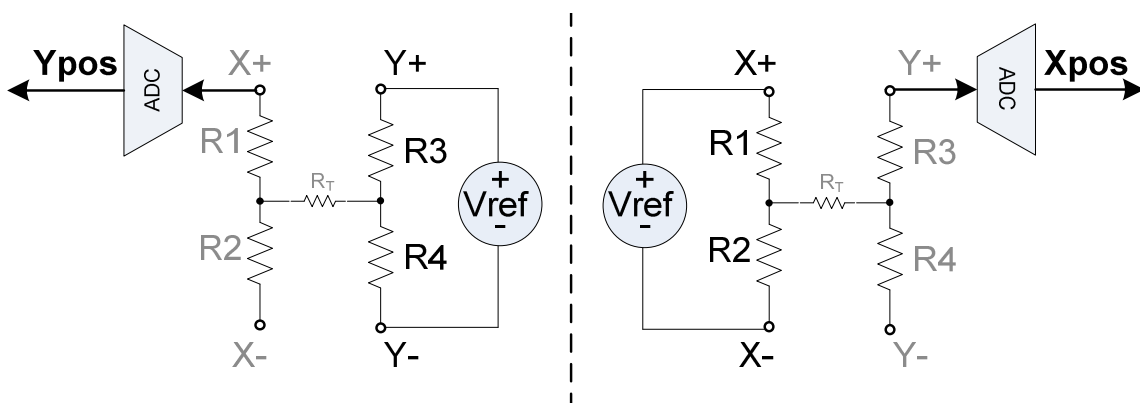 Ypos
ADC
X+
R1
R2
X-
RT
Y+
R3
R4
Y-
+
Vref
-
+
Vref
-
X+
R1
R2
X-
RT
Y+
R3
R4
Y-
ADC
Xpos